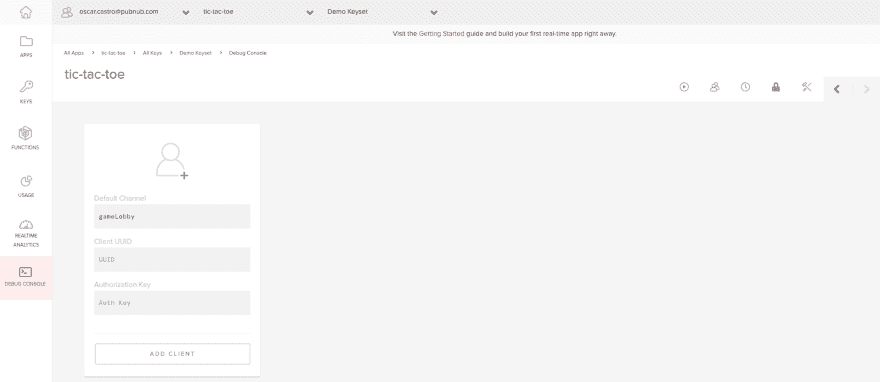 oscar.castro@pubnub.com tic-tac-toe Demo Keyset
Visit the Getting Started guide and build your first real-time app right away.
All Apps > tic-tac-toe > All Keys > Demo Keyset > Debug Console
tic-tac-toe
APPS
KEYS
FUNCTIONS
USAGE
REALTIME
ANALYTICS
DEBUG CONSOLE
Default Channel
gameLobby
Client UUID
UUID
Authorization Key
Auth Key
ADD CLIENT